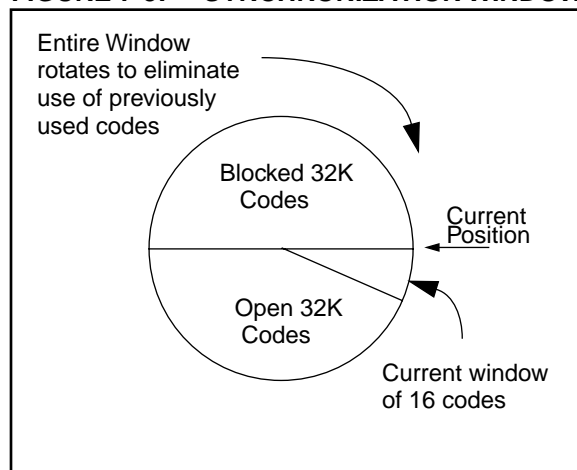 Entire Window
rotates to eliminate
use of previously
used codes
Blocked 32K
Codes
Current
Position
Open 32K
Codes
Current window
of 16 codes